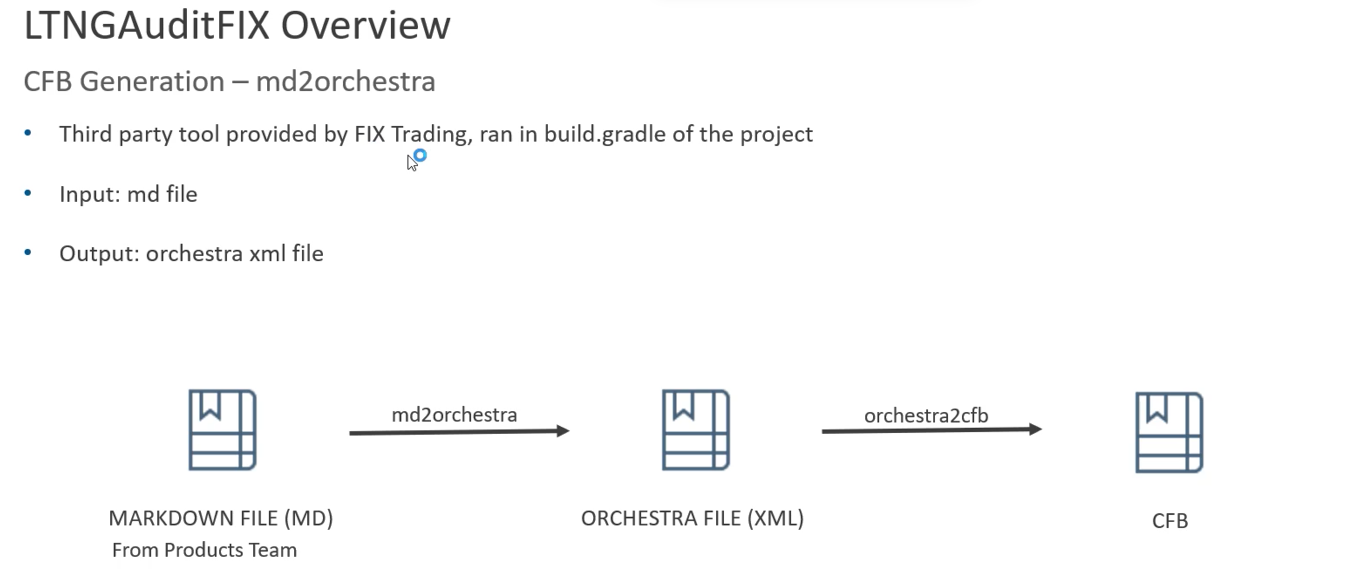 LTNGAuditFIX Overview
CFB Generation – md2orchestra
• Third party tool provided by FIX Trading, ran in build.gradle of the project
• Input: md file
• Output: orchestra xml file
md2orchestra
orchestra2cfb
MARKDOWN FILE (MD)
From Products Team
ORCHESTRA FILE (XML)
CFB